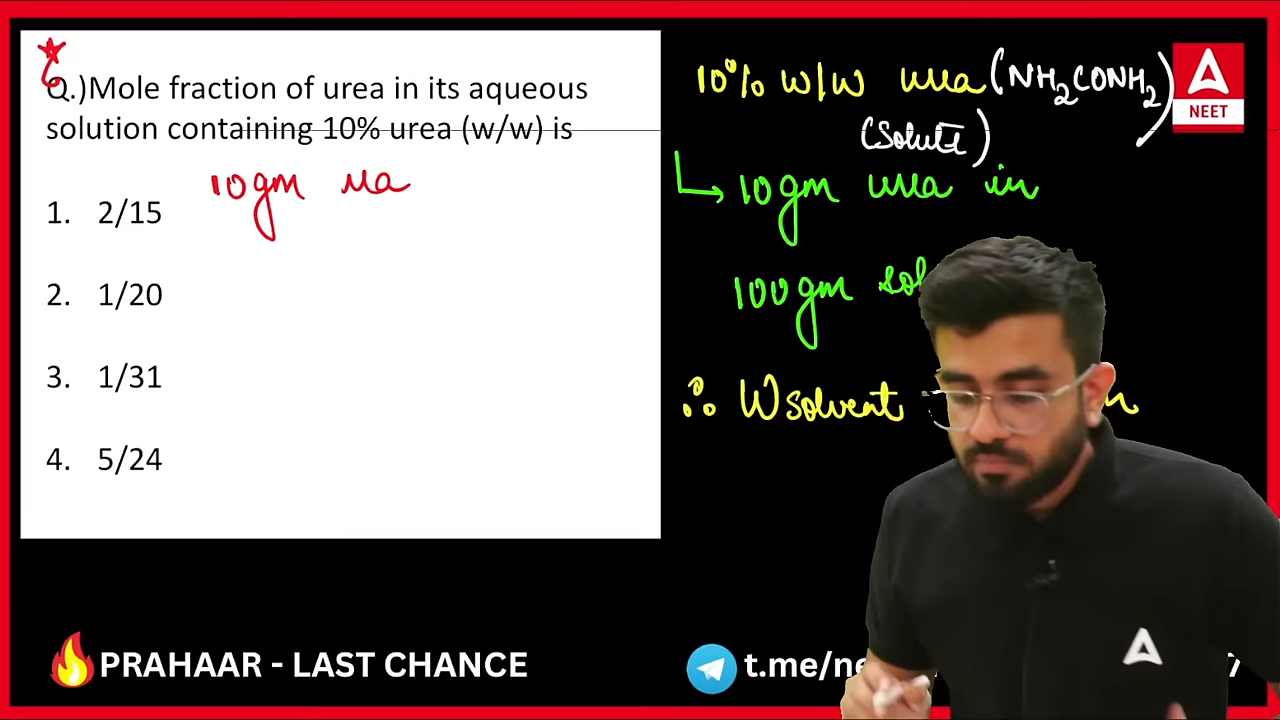 Q.)Mole fraction of urea in its aqueous
solution containing 10% urea (w/w) is
10gm
1. 2/15
2. 1/20
3. 1/31
4. 5/24
10% w/w urea (NH2CONH2)
(Solute)
10gm urea in
100gm sol
∴ Wsolvent
NEET
PRAHAAR - LAST CHANCE
t.me/ne
7